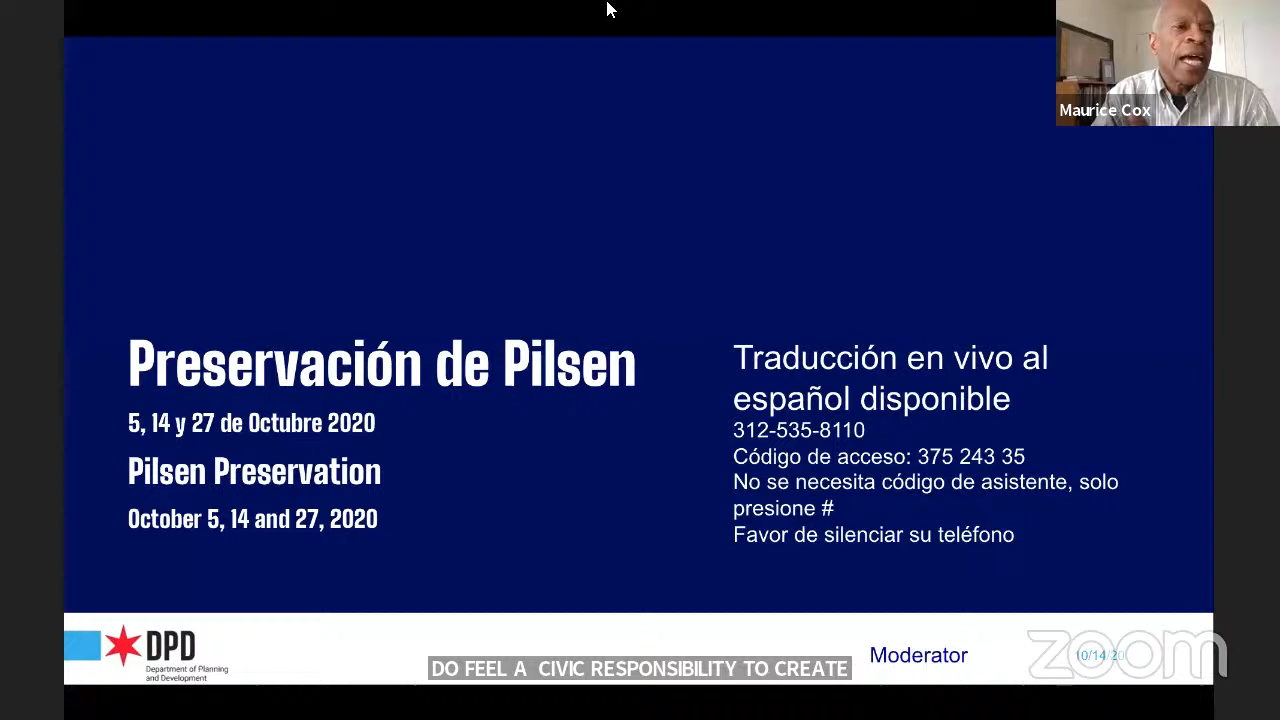 Maurice Cox
Preservación de Pilsen
5, 14 y 27 de Octubre 2020
Pilsen Preservation
October 5, 14 and 27, 2020
Traducción en vivo al
español disponible
312-535-8110
Código de acceso: 375 243 35
No se necesita código de asistente, solo
presione #
Favor de silenciar su teléfono
DPD
Department of Planning
and Development
DO FEEL A CIVIC RESPONSIBILITY TO CREATE
Moderator
10/14/20
zoom